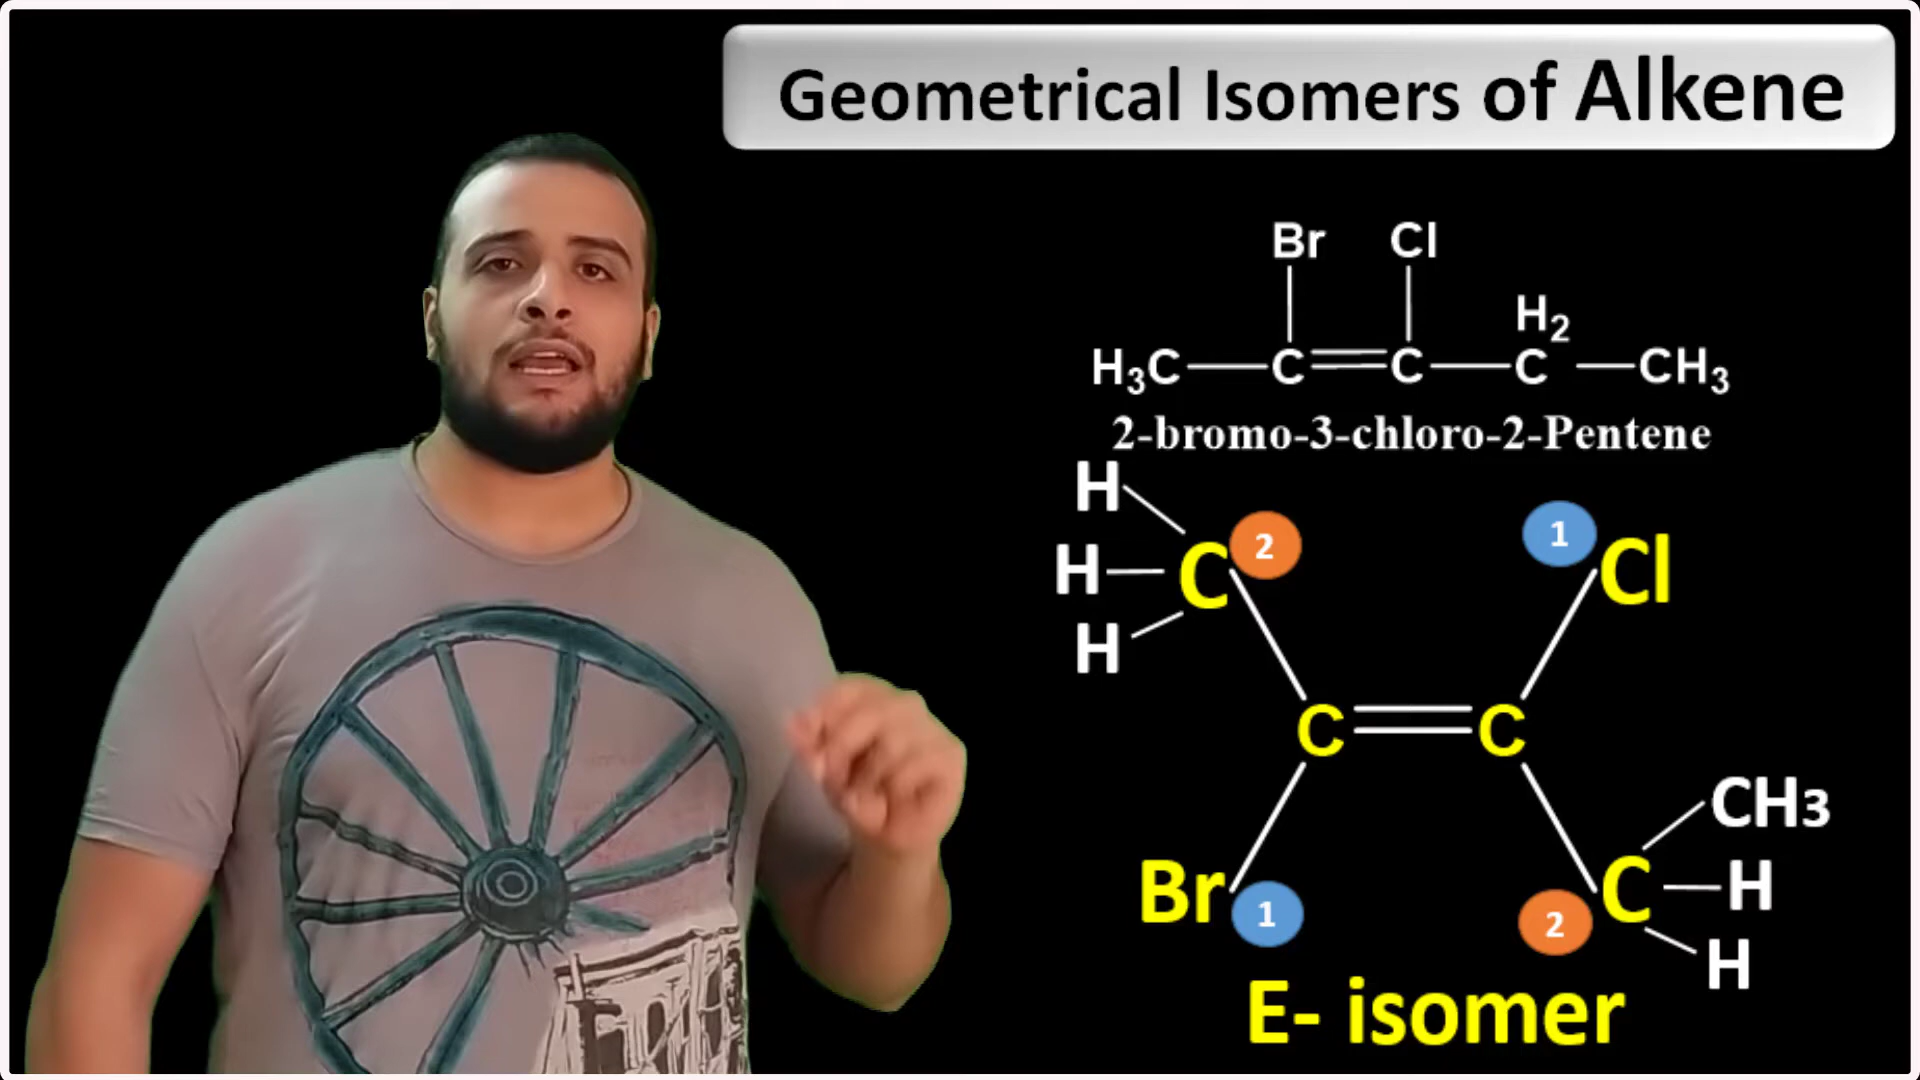 Geometrical Isomers of Alkene
Br Cl
H2
H3C C C C CH3
2-bromo-3-chloro-2-Pentene
H
2 1
H C Cl
H
C C
CH3
Br C H
1 2
H
E- isomer